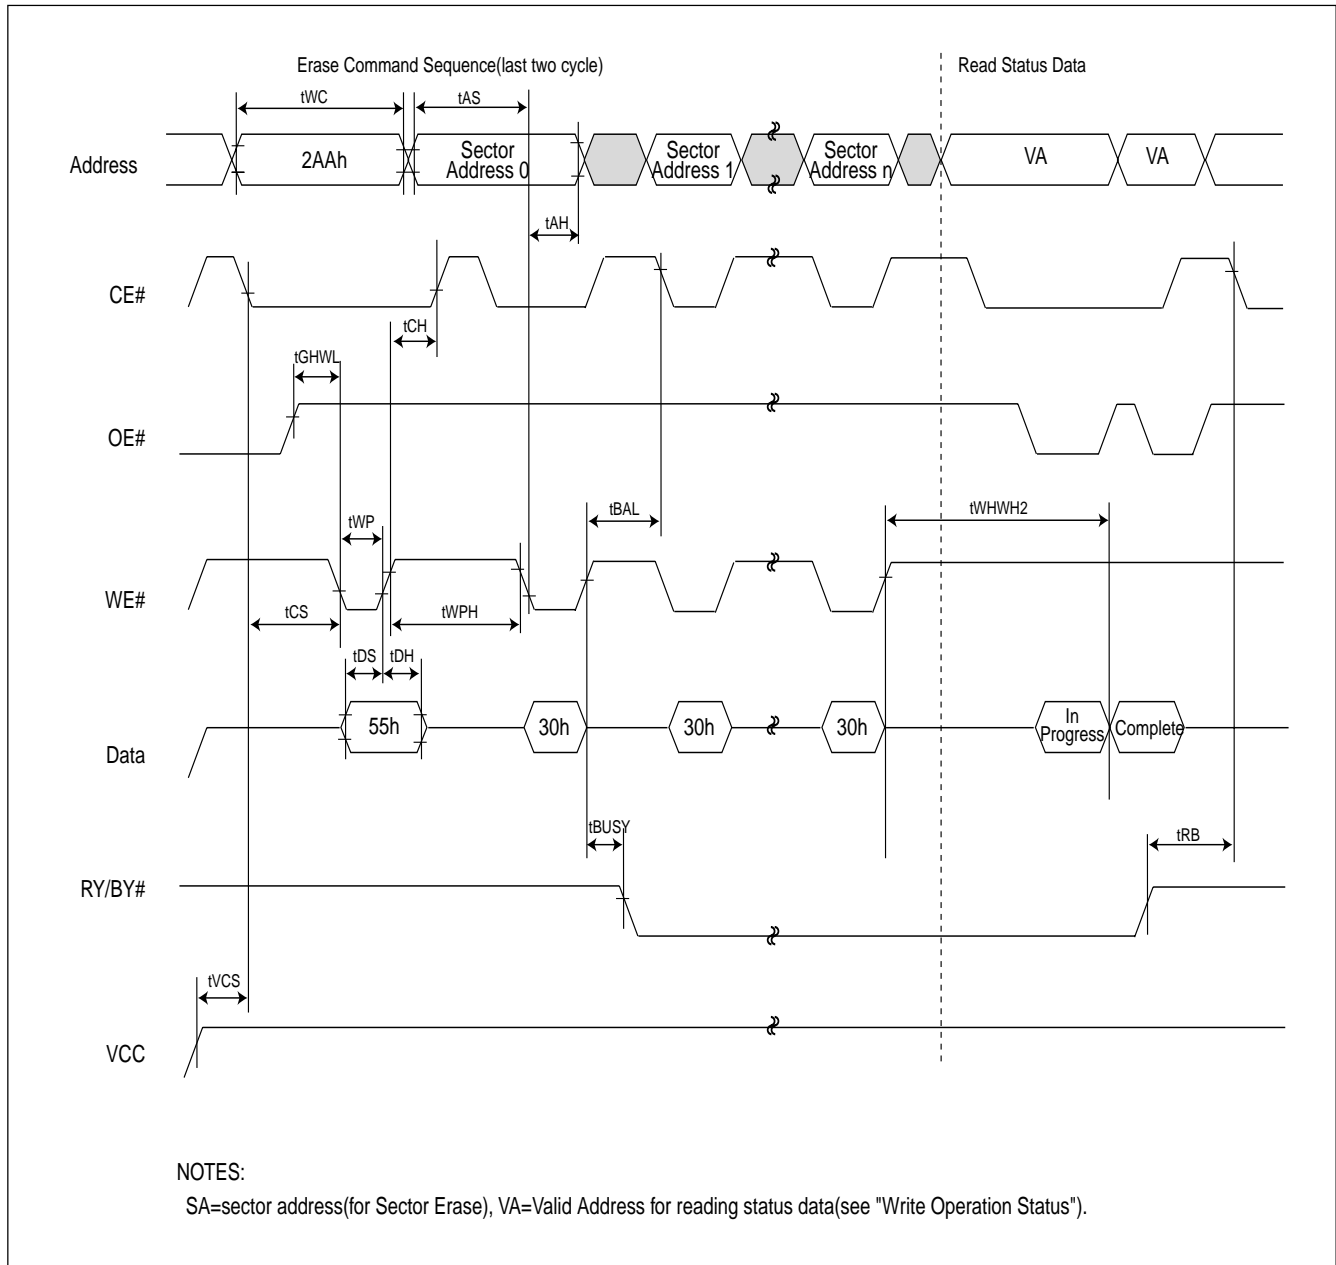 Erase Command Sequence(last two cycle)
Read Status Data
tWC
tAS
Address
2AAh
Sector
Address 0
Sector
Address 1
Sector
Address n
VA
VA
tAH
CE#
tCH
tGHWL
OE#
tBAL
tWHWH2
tWP
WE#
tCS
tWPH
tDS
tDH
55h
30h
30h
30h
In
Progress
Complete
Data
tBUSY
tRB
RY/BY#
tVCS
VCC
NOTES:
SA=sector address(for Sector Erase), VA=Valid Address for reading status data(see "Write Operation Status").